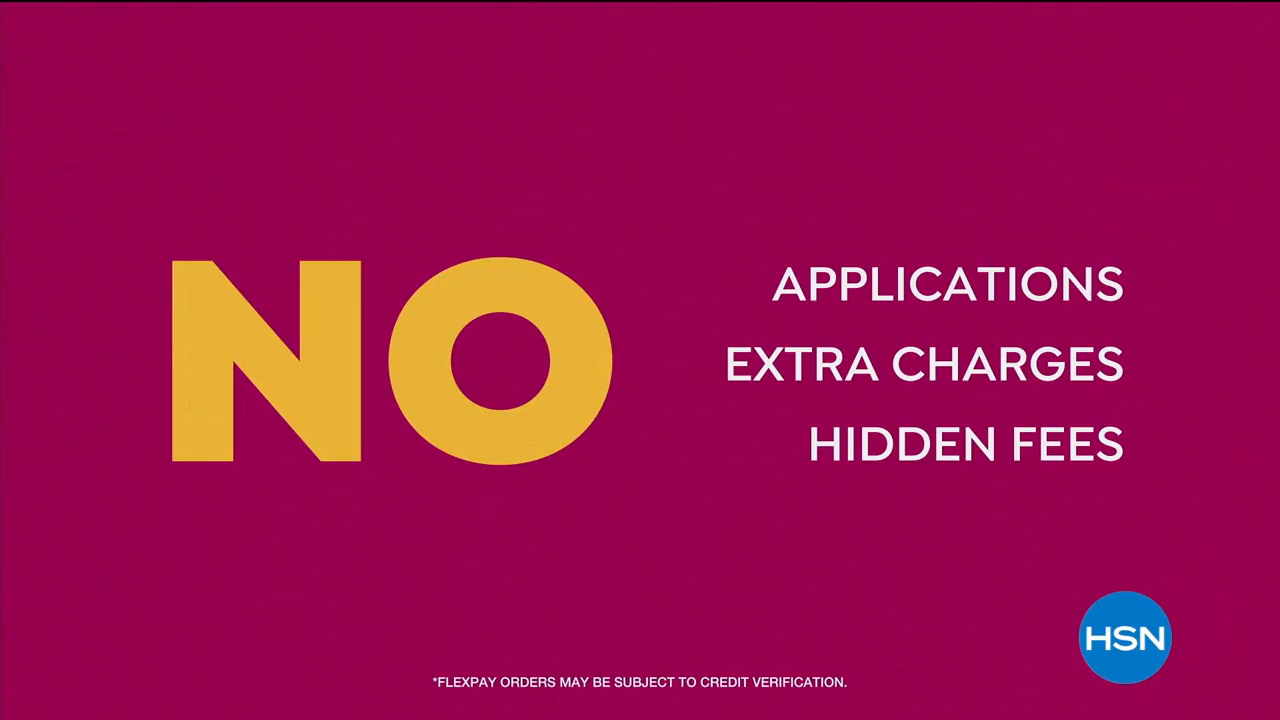 NO
APPLICATIONS
EXTRA CHARGES
HIDDEN FEES
HSN
*FLEXPAY ORDERS MAY BE SUBJECT TO CREDIT VERIFICATION.